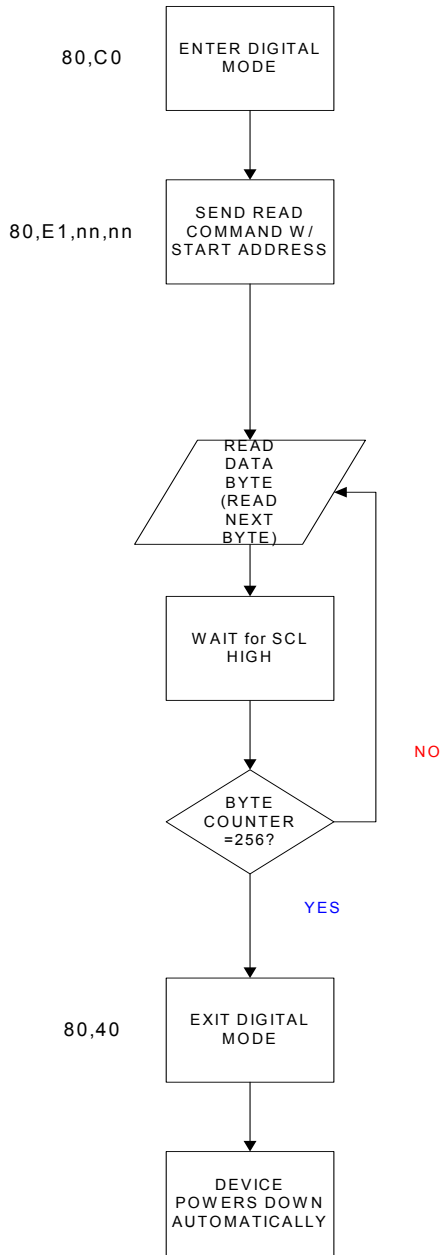 80,C0
ENTER DIGITAL
MODE
80,E1,nn,nn
SEND READ
COMMAND W/
START ADDRESS
READ
DATA
BYTE
(READ
NEXT
BYTE)
WAIT for SCL
HIGH
NO
BYTE
COUNTER
=256?
YES
80,40
EXIT DIGITAL
MODE
DEVICE
POWERS DOWN
AUTOMATICALLY